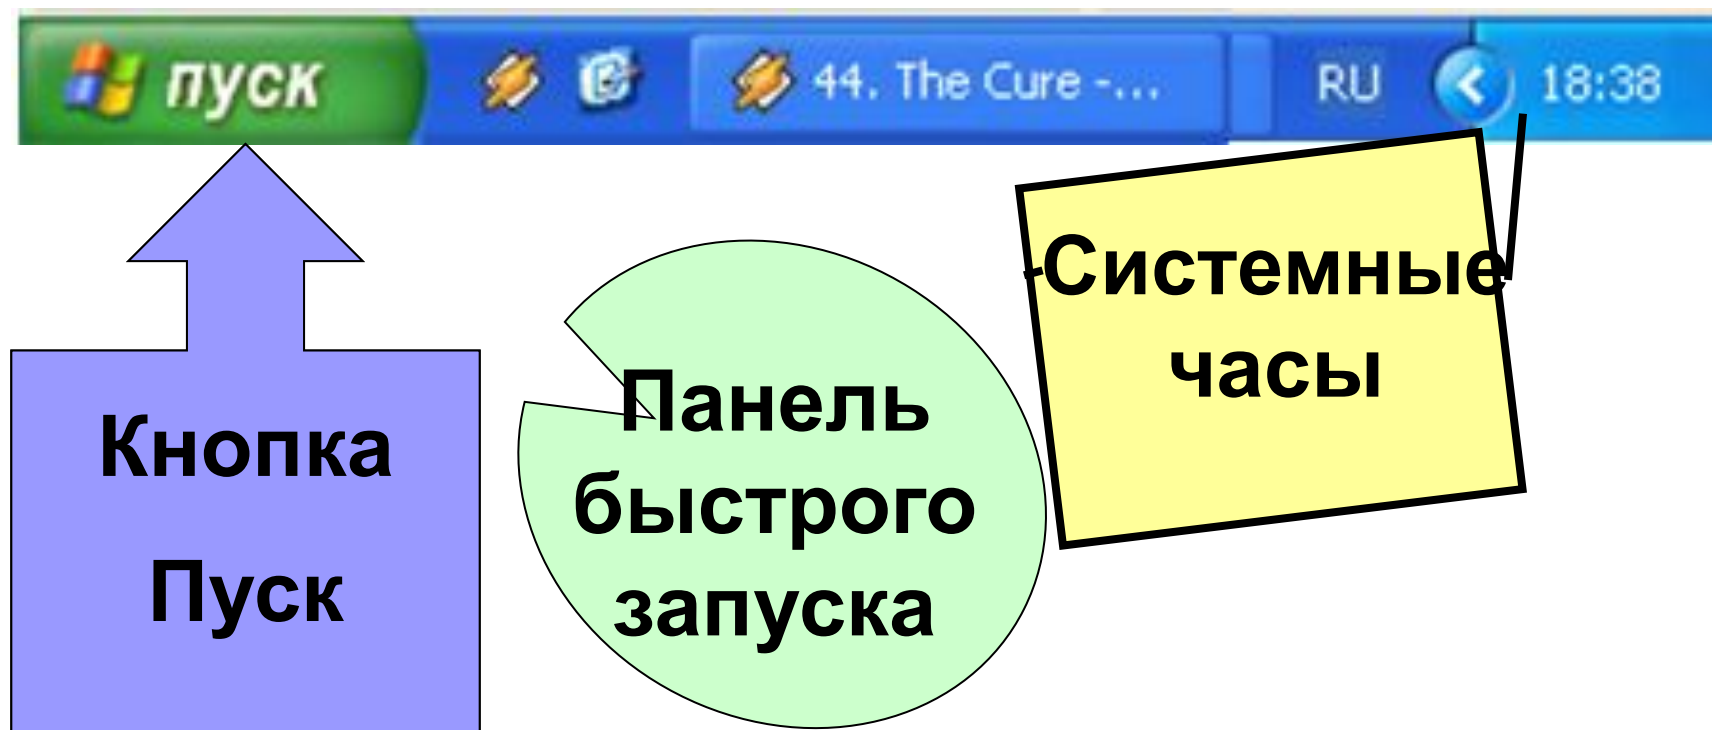 пуск 44. The Cure -... RU 18:38
-Системные
часы
Панель
быстрого
запуска
Кнопка
Пуск